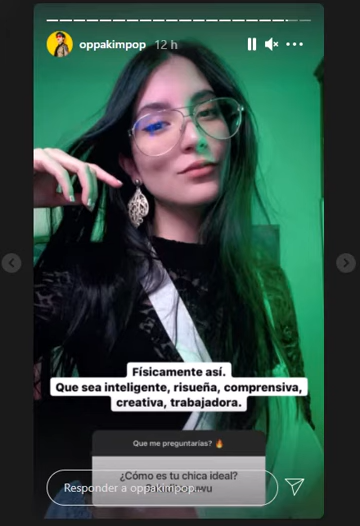 oppakimpop 12 h
Físicamente así.
Que sea inteligente, risueña, comprensiva,
creativa, trabajadora.
Que me preguntarías? 🔥
¿Cómo es tu chica ideal?
Responder a oppakimpop...